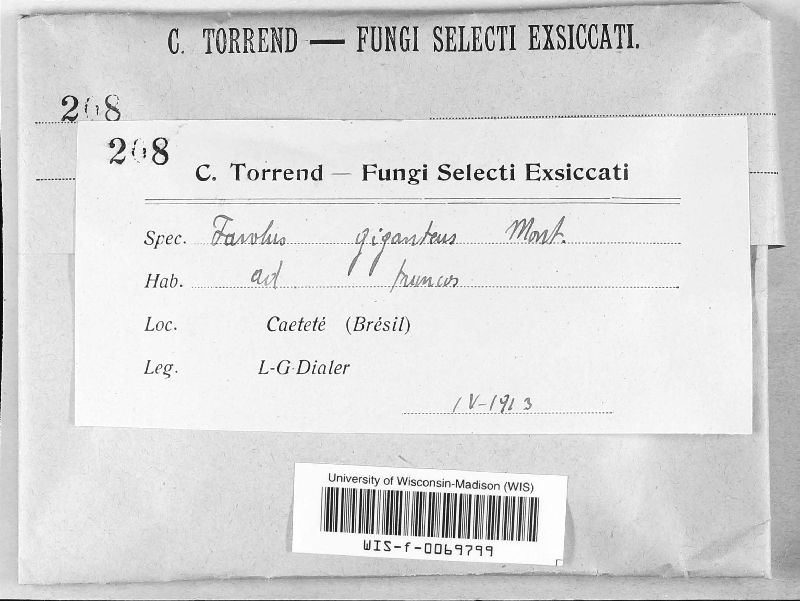 C. TORREND — FUNGI SELECTI EXSICCATI.
208
208
C. Torrend — Fungi Selecti Exsiccati
Spec. Favolus giganteus Mont.
Hab. ad truncos
Loc. Caeteté (Brésil)
Leg. L-G-Dialer
IV-1913
University of Wisconsin-Madison (WIS)
WIS-f-0069799